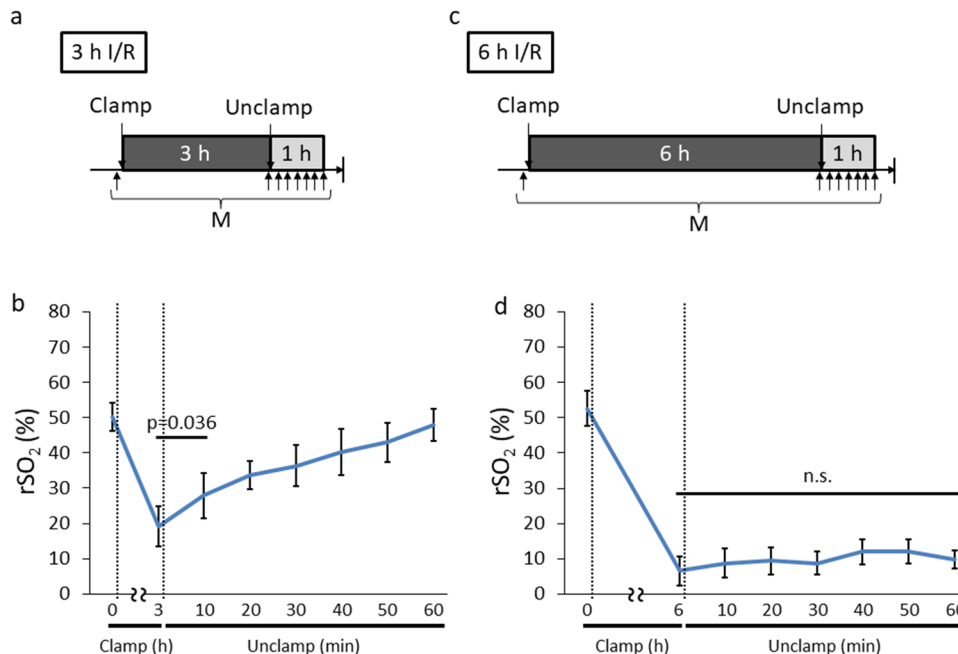 a
3 h I/R
Clamp
Unclamp
3 h
1 h
M
c
6 h I/R
Clamp
Unclamp
6 h
1 h
M
b
80
70
60
50
40
30
20
10
0
rSO₂ (%)
p=0.036
0 3 10 20 30 40 50 60
Clamp (h) Unclamp (min)
d
80
70
60
50
40
30
20
10
0
rSO₂ (%)
n.s.
0 6 10 20 30 40 50 60
Clamp (h) Unclamp (min)